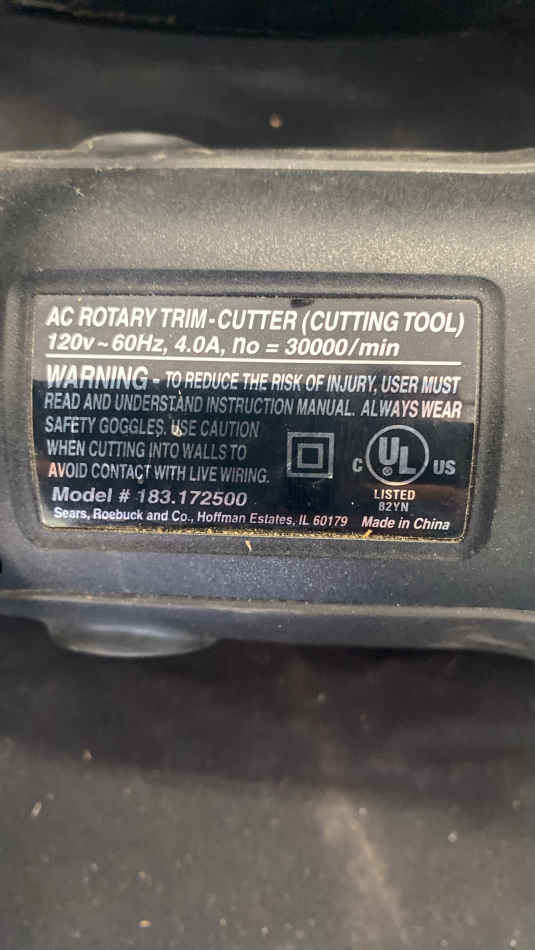 AC ROTARY TRIM-CUTTER (CUTTING TOOL)
120v~60Hz, 4.0A, no = 30000/min
WARNING - TO REDUCE THE RISK OF INJURY, USER MUST
READ AND UNDERSTAND INSTRUCTION MANUAL. ALWAYS WEAR
SAFETY GOGGLES. USE CAUTION
WHEN CUTTING INTO WALLS TO
AVOID CONTACT WITH LIVE WIRING.
C UL US
LISTED
82YN
Model # 183.172500
Sears, Roebuck and Co., Hoffman Estates, IL 60179 Made in China